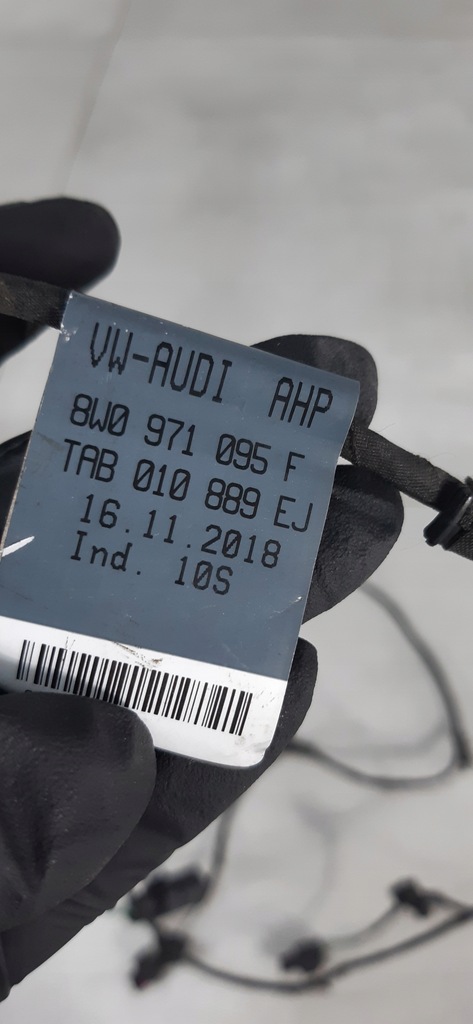 VW-AUDI AHP
8W0 971 095 F
TAB 010 889 EJ
16.11.2018
Ind. 10S